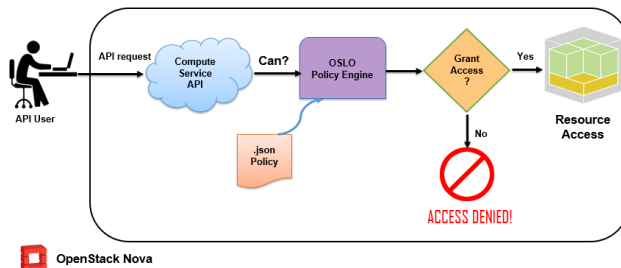 API User
API request
Compute
Service
API
Can?
OSLO
Policy Engine
.json
Policy
Grant
Access
?
Yes
No
Resource
Access
ACCESS DENIED!
OpenStack Nova